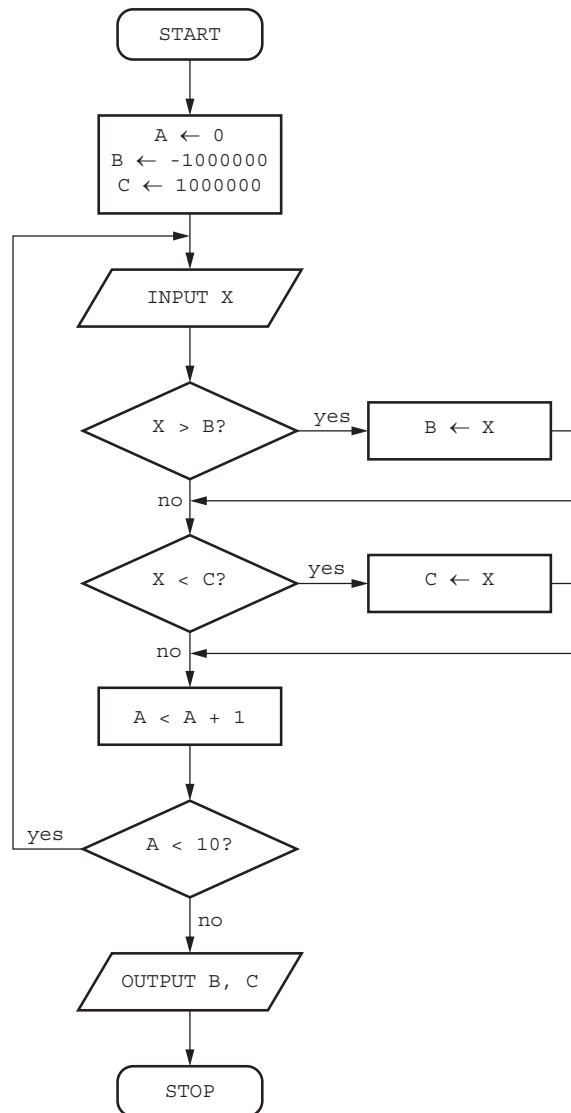 START
A ← 0
B ← -1000000
C ← 1000000
INPUT X
X > B?
yes
B ← X
no
X < C?
yes
C ← X
no
A < A + 1
A < 10?
yes
no
OUTPUT B, C
STOP